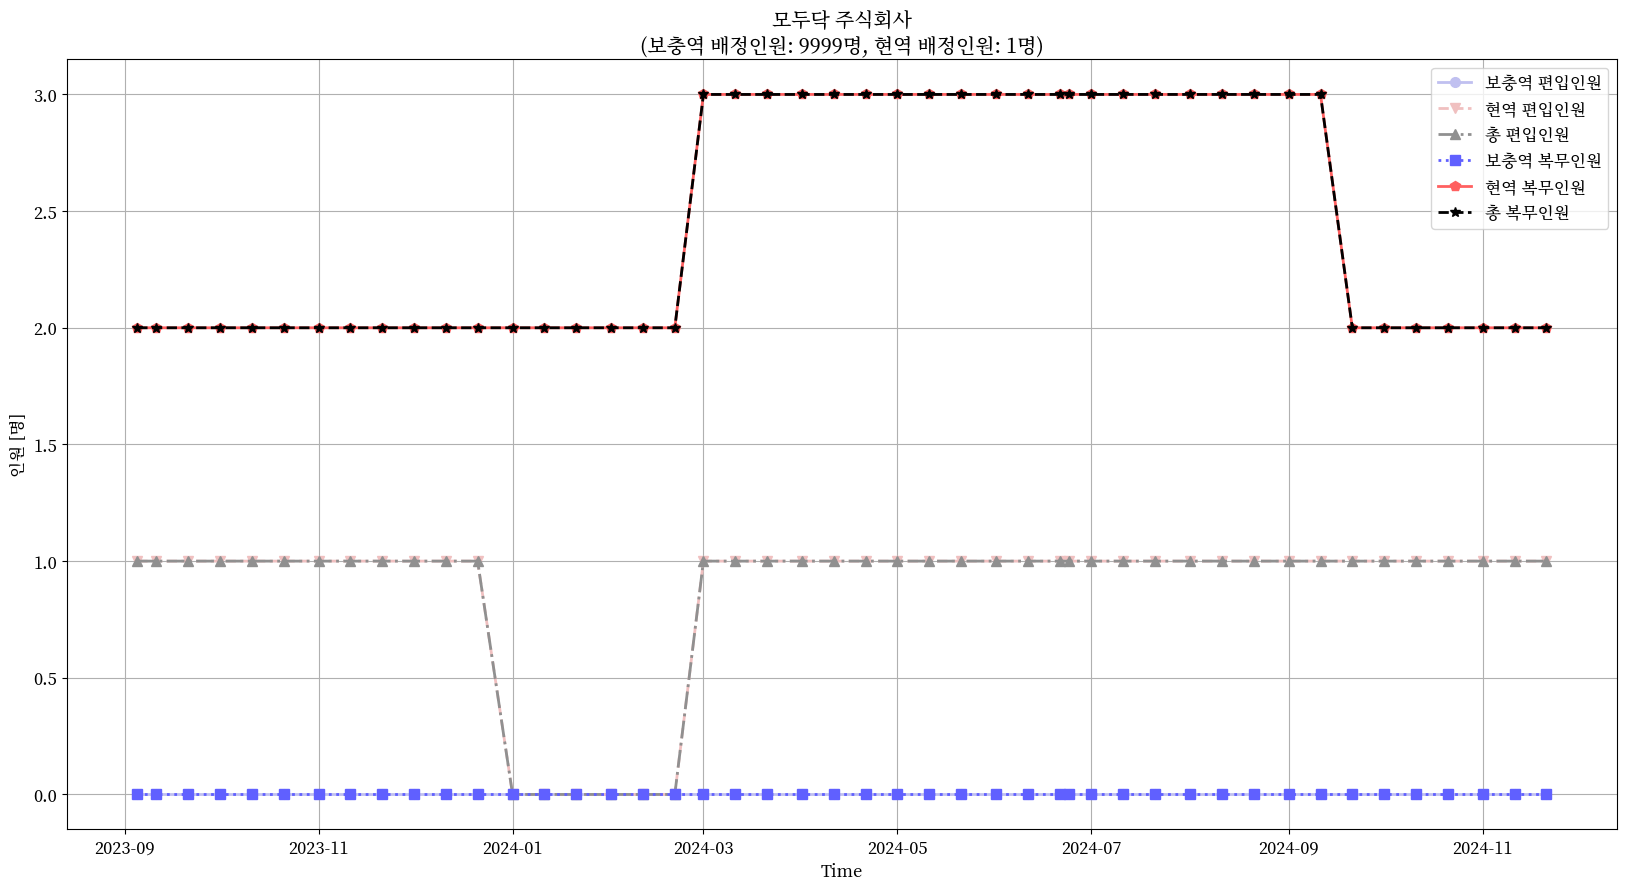 모두닥 주식회사
(보충역 배정인원: 9999명, 현역 배정인원: 1명)
3.0
2.5
2.0
1.5
1.0
0.5
0.0
인원 [명]
보충역 편입인원
현역 편입인원
총 편입인원
보충역 복무인원
현역 복무인원
총 복무인원
2023-09
2023-11
2024-01
2024-03
2024-05
2024-07
2024-09
2024-11
Time